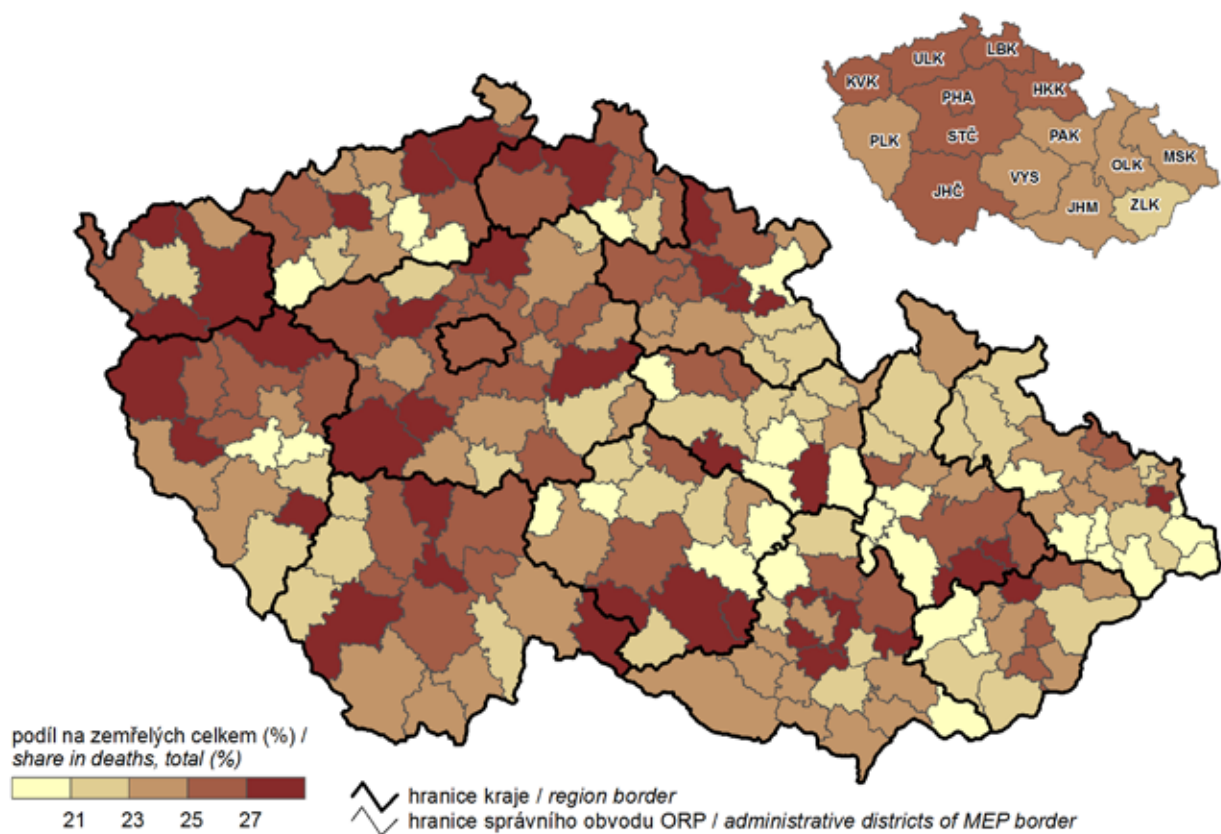 LBK
ULK
KVK
HKK
PHA
STČ
PAK
PLK
MSK
OLK
VYS
JHČ
ZLK
JHM
podíl na zemřelých celkem (%) /
share in deaths, total (%)
21 23 25 27
hranice kraje / region border
hranice správního obvodu ORP / administrative districts of MEP border